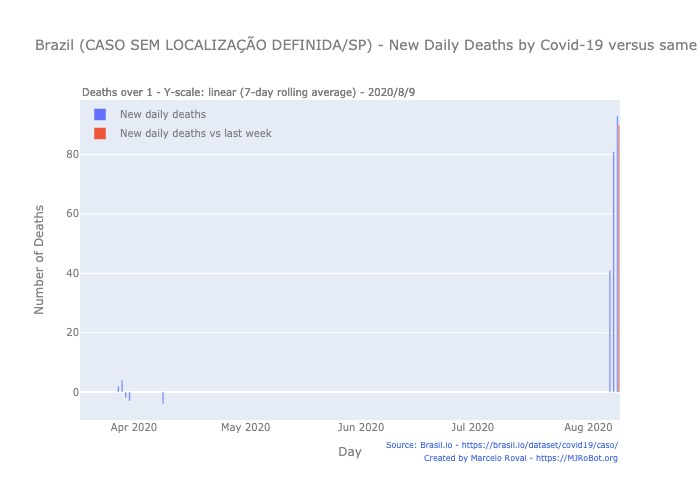 Brazil (CASO SEM LOCALIZAÇÃO DEFINIDA/SP) - New Daily Deaths by Covid-19 versus same
Deaths over 1 - Y-scale: linear (7-day rolling average) - 2020/8/9
New daily deaths
New daily deaths vs last week
80
60
40
20
0
Number of Deaths
Apr 2020 May 2020 Jun 2020 Jul 2020 Aug 2020
Day
Source: Brasil.io - https://brasil.io/dataset/covid19/caso/
Created by Marcelo Rovai - https://MJRoBot.org